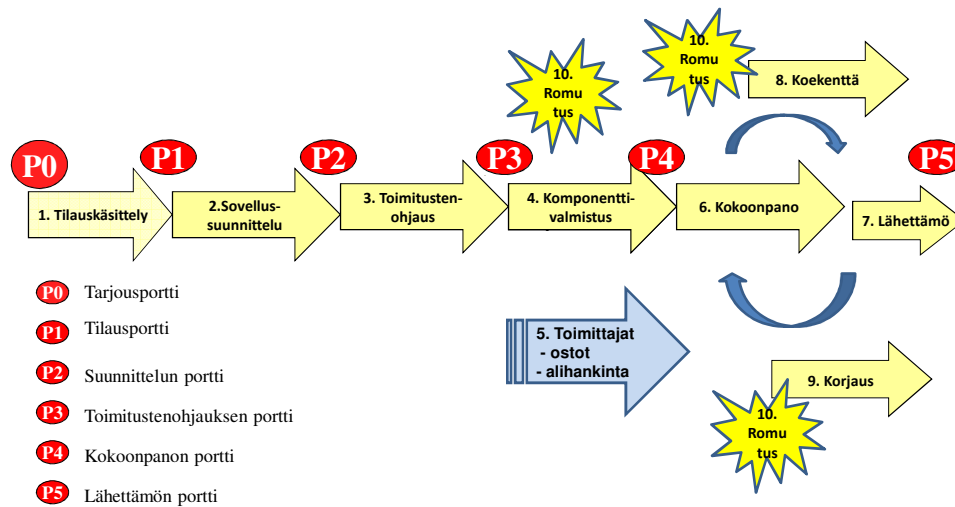 10.
Romu
tus
10.
Romu
tus
8. Koekenttä
P0
P1
P2
P3
P4
P5
1. Tilauskäsittely
2.Sovellus-
suunnittelu
3. Toimitusten-
ohjaus
4. Komponentti-
valmistus
6. Kokoonpano
7. Lähettämö
P0 Tarjousportti
P1 Tilausportti
P2 Suunnittelun portti
P3 Toimitustenohjauksen portti
P4 Kokoonpanon portti
P5 Lähettämön portti
5. Toimittajat
- ostot
- alihankinta
9. Korjaus
10.
Romu
tus